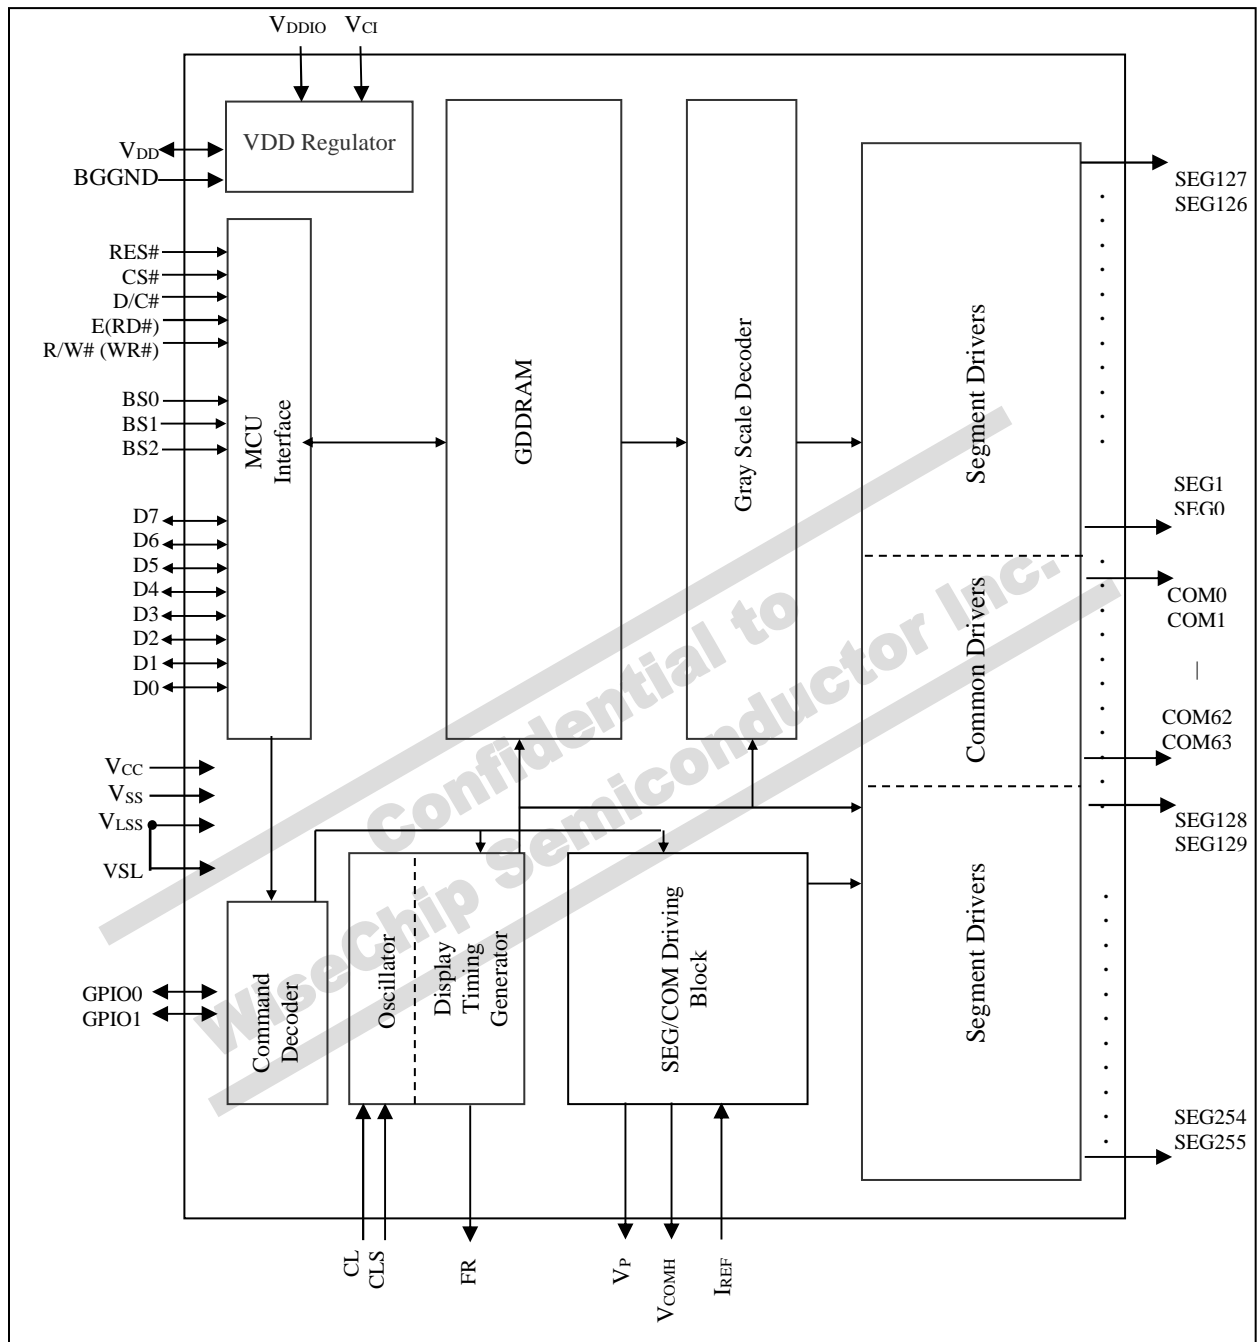 VDDIO VCI
VDD Regulator
VDD
BGGND
RES#
CS#
D/C#
E(RD#)
R/W# (WR#)
BS0
BS1
BS2
D7
D6
D5
D4
D3
D2
D1
D0
MCU
Interface
GDDRAM
Gray Scale Decoder
Segment Drivers
Common Drivers
Segment Drivers
SEG127
SEG126
SEG1
SEG0
COM0
COM1
|
COM62
COM63
SEG128
SEG129
SEG254
SEG255
VCC
VSS
VLSS
VSL
GPIO0
GPIO1
Command
Decoder
Oscillator
Display
Timing
Generator
SEG/COM Driving
Block
CL
CLS
FR
VP
VCOMH
IREF
Confidential to
WiseChip Semiconductor Inc.